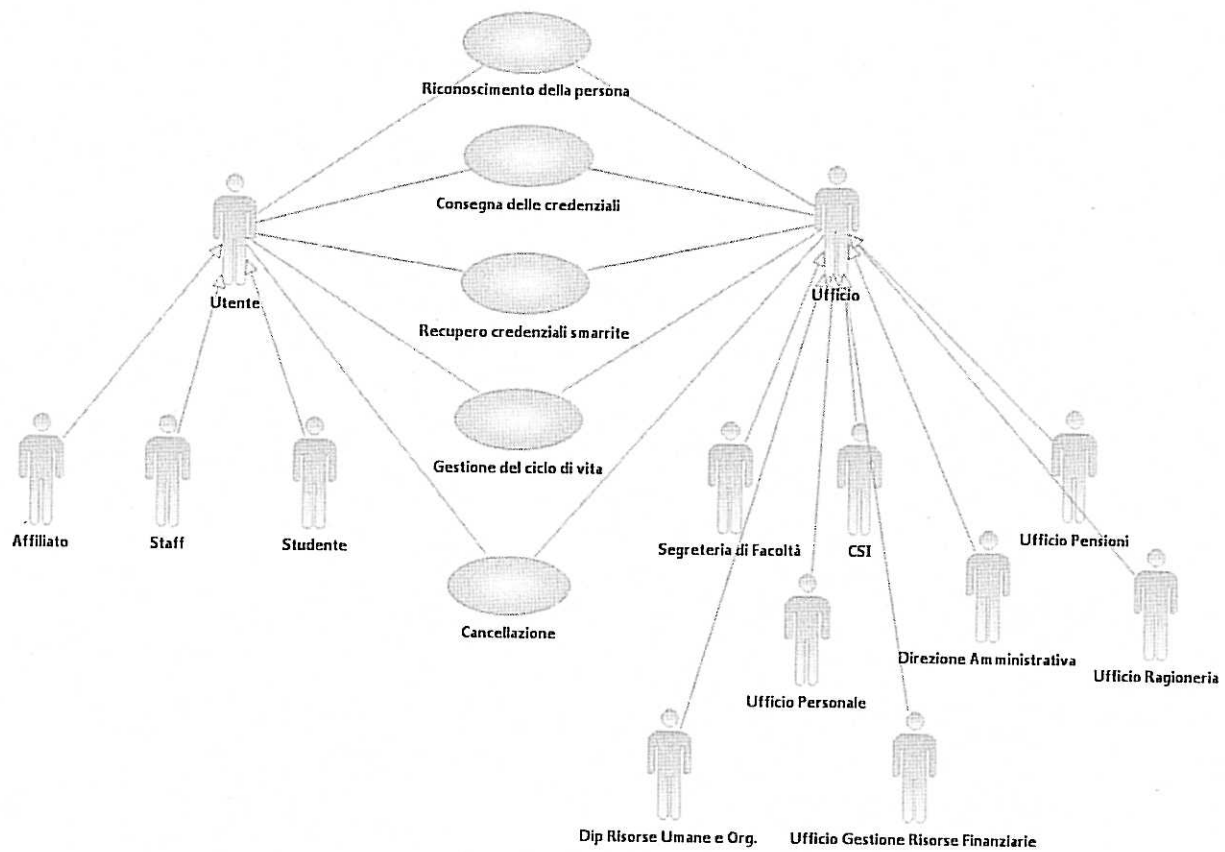 Riconoscimento della persona
Consegna delle credenziali
Utente
Ufficio
Recupero credenziali smarrite
Gestione del ciclo di vita
Affiliato
Staff
Studente
Segreteria di Facoltà
CSI
Ufficio Pensioni
Cancellazione
Direzione Amministrativa
Ufficio Ragioneria
Ufficio Personale
Dip Risorse Umane e Org.
Ufficio Gestione Risorse Finanziarie